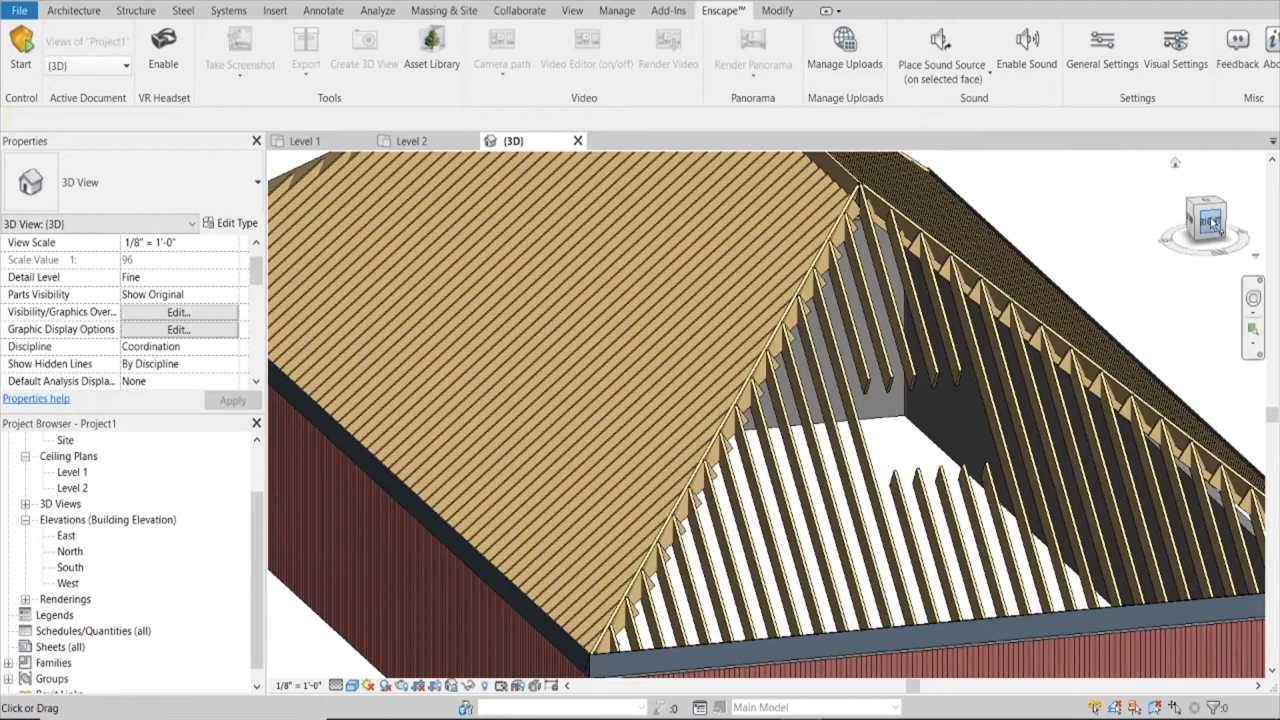 File Architecture Structure Steel Systems Insert Annotate Analyze Massing & Site Collaborate View Manage Add-Ins Enscape™ Modify
Start
Views of "Project1"
{3D}
Enable
Take Screenshot
Export
Create 3D View
Asset Library
Camera path
Video Editor (on/off)
Render Video
Render Panorama
Manage Uploads
Place Sound Source
(on selected face)
Enable Sound
General Settings
Visual Settings
Feedback
Abo
Control Active Document VR Headset Tools Video Panorama Manage Uploads Sound Settings Misc
Properties
Level 1 Level 2 {3D}
3D View
3D View: {3D} Edit Type
View Scale 1/8" = 1'-0"
Scale Value 1: 96
Detail Level Fine
Parts Visibility Show Original
Visibility/Graphics Over... Edit...
Graphic Display Options Edit...
Discipline Coordination
Show Hidden Lines By Discipline
Default Analysis Displa... None
Properties help Apply
Project Browser - Project1
Site
Ceiling Plans
Level 1
Level 2
3D Views
Elevations (Building Elevation)
East
North
South
West
Renderings
Legends
Schedules/Quantities (all)
Sheets (all)
Families
Groups
1/8" = 1'-0"
Click or Drag
:0
Main Model
:0